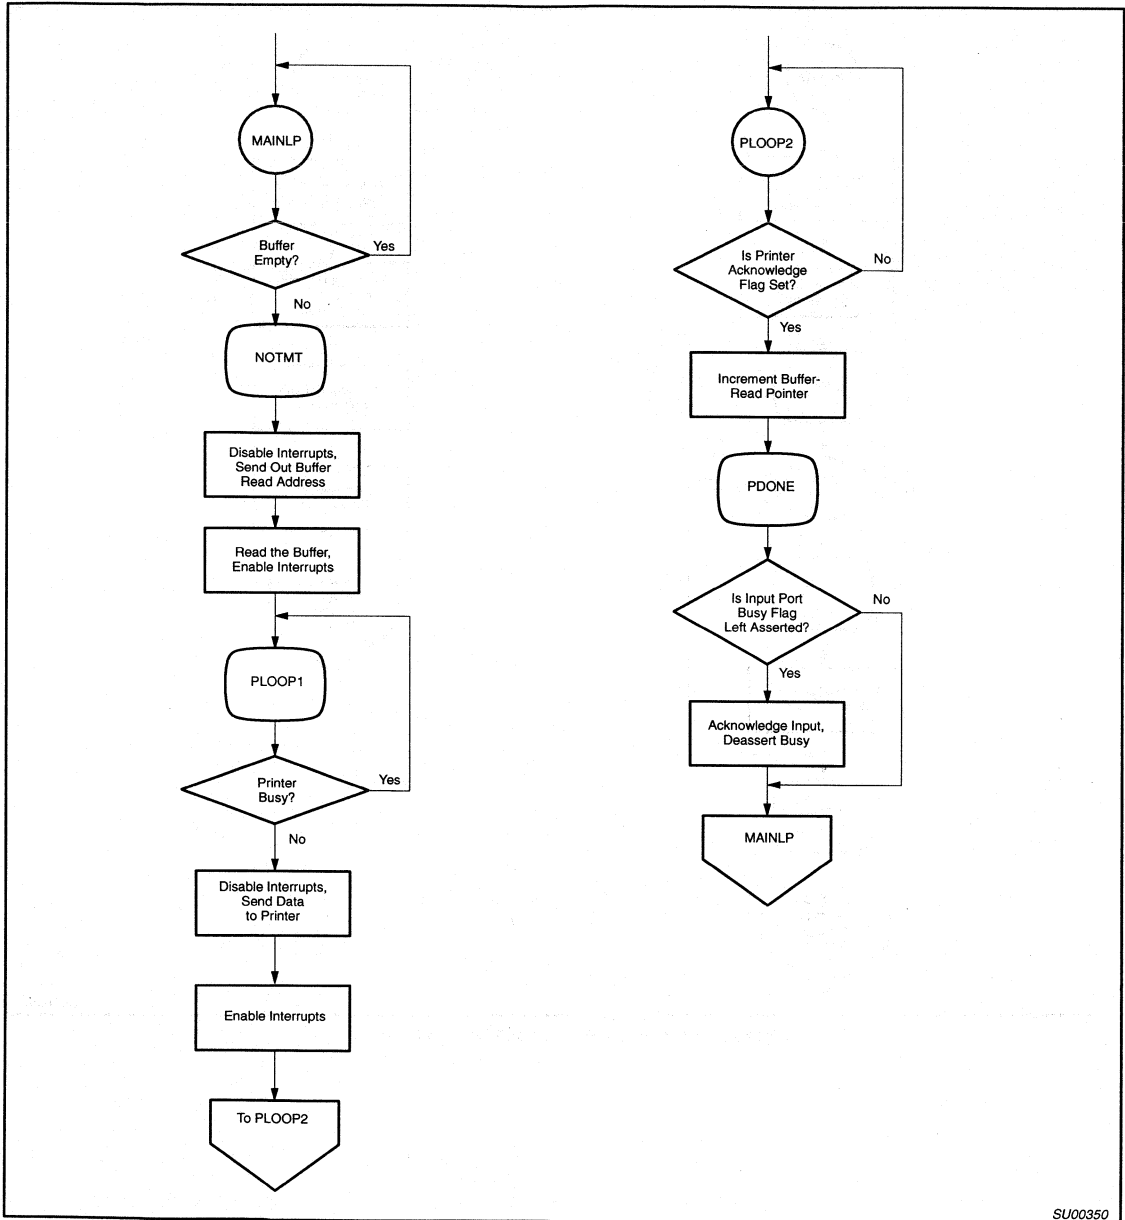 MAINLP
Buffer
Empty?
Yes
No
NOTMT
Disable Interrupts,
Send Out Buffer
Read Address
Read the Buffer,
Enable Interrupts
PLOOP1
Printer
Busy?
Yes
No
Disable Interrupts,
Send Data
to Printer
Enable Interrupts
To PLOOP2
PLOOP2
Is Printer
Acknowledge
Flag Set?
No
Yes
Increment Buffer-
Read Pointer
PDONE
Is Input Port
Busy Flag
Left Asserted?
No
Yes
Acknowledge Input,
Deassert Busy
MAINLP
SU00350